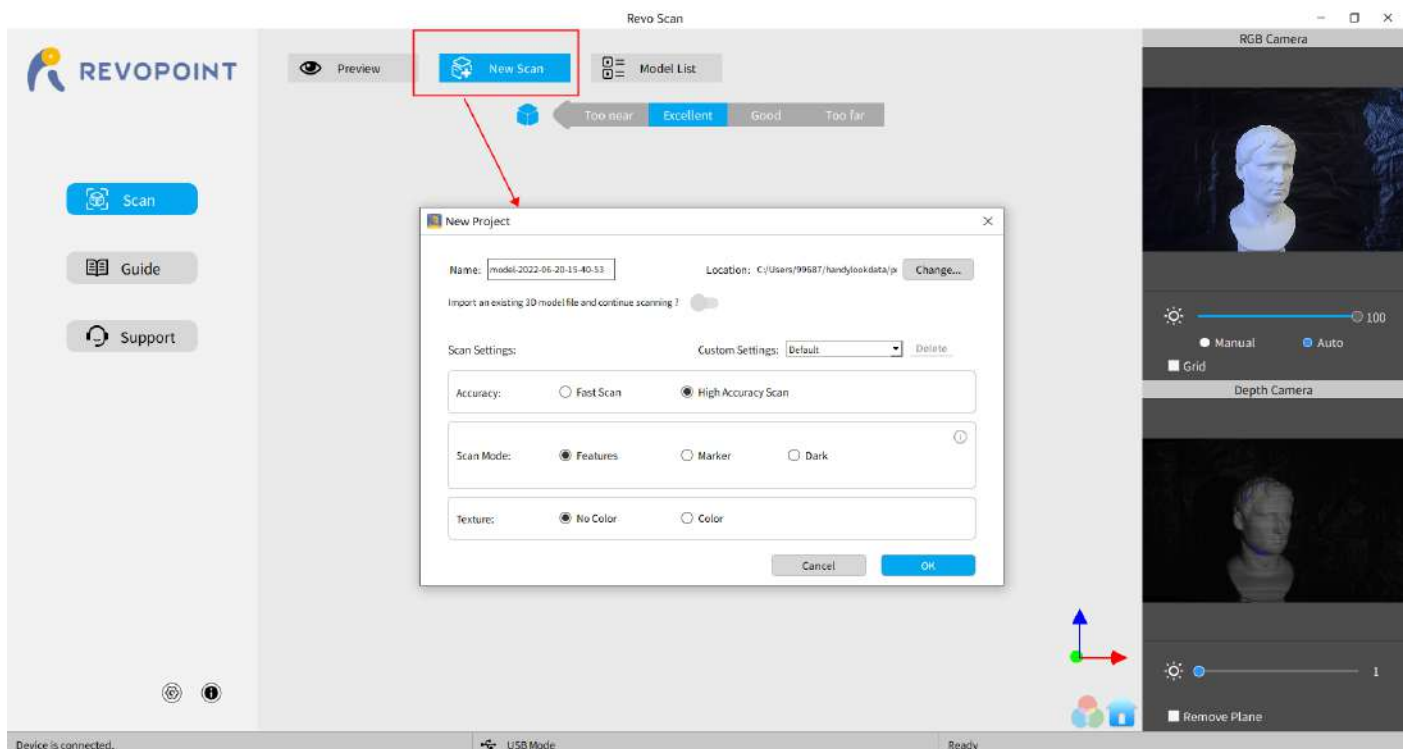 Revo Scan
REVOPOINT
Preview
New Scan
Model List
RGB Camera
Too near Excellent Good Too far
Scan
Guide
Support
New Project
Name: model-2022-06-20-15-40-53 Location: C:/Users/99687/handylookdata/pr Change...
Import an existing 3D model file and continue scanning ?
Scan Settings: Custom Settings: Default Delete
Accuracy: Fast Scan High Accuracy Scan
Scan Mode: Features Marker Dark
Texture: No Color Color
Cancel OK
100
Manual Auto
Grid
Depth Camera
1
Remove Plane
Device is connected. USB Mode Ready